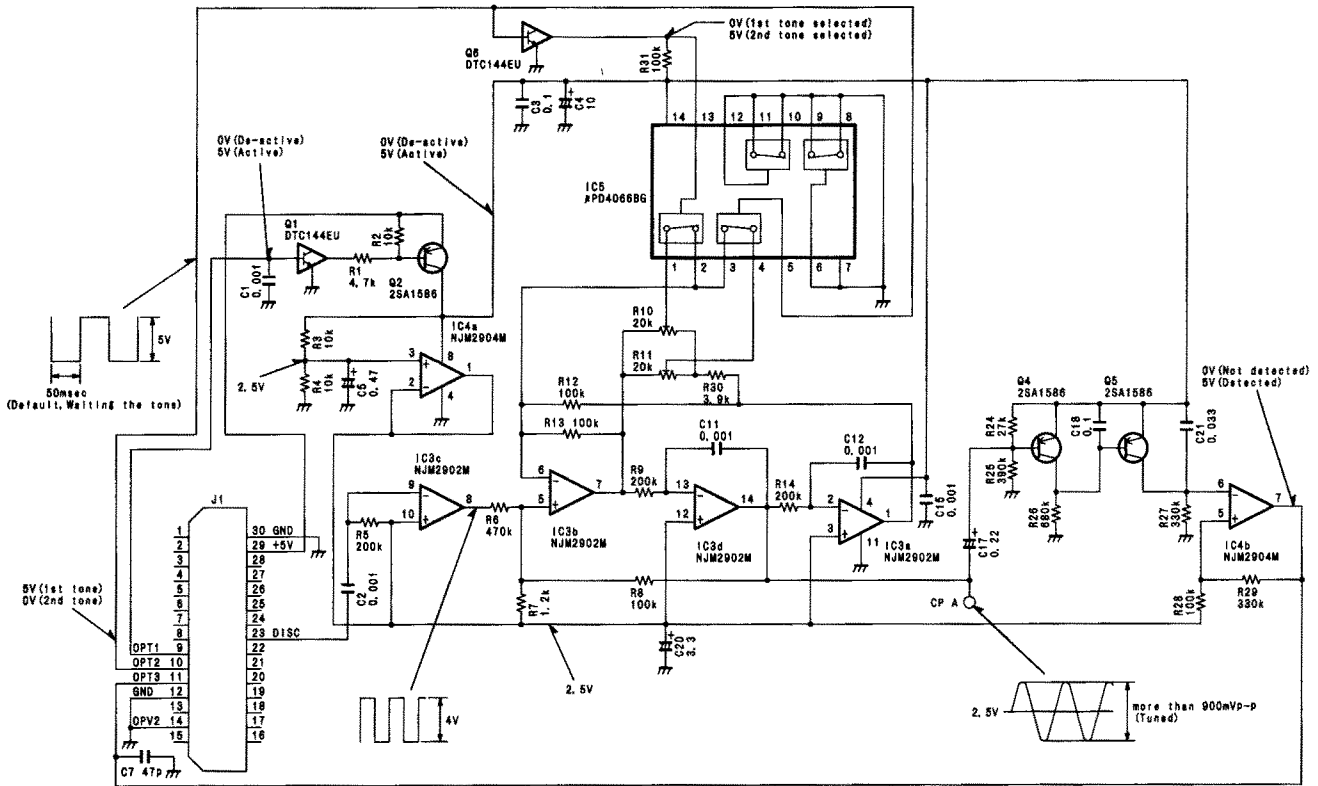 0V(1st tone selected)
5V(2nd tone selected)
Q6
DTC144EU
R31
100k
C3
0.1
C4
10
14 13 12 11 10 9 8
0V(De-active)
5V(Active)
0V(De-active)
5V(Active)
IC5
μPD4066BG
Q1
DTC144EU
R2
10k
R1
4.7k
Q2
2SA1586
C1
0.001
1 2 3 4 5 6 7
5V
50msec
(Default,Waiting the tone)
R3
10k
2.5V
R4
10k
C5
0.47
IC4a
NJM2904M
3
2
8
1
4
R10
20k
R11
20k
R30
3.9k
R12
100k
R13 100k
C11
0.001
C12
0.001
C15
0.001
Q4
2SA1586
Q5
2SA1586
0V(Not detected)
5V(Detected)
R24
27k
R25
390k
C18
0.1
C21
0.033
R26
680k
R27
330k
IC3c
NJM2902M
9
10
8
R5
200k
R6
470k
6
5
7
IC3b
NJM2902M
R9
200k
13
12
14
IC3d
NJM2902M
R14
200k
2
3
4
1
11
IC3a
NJM2902M
C17
0.22
6
5
7
IC4b
NJM2904M
R28
100k
R29
330k
C2
0.001
R7
1.2k
R8
100k
CP A
C20
3.3
2.5V
4V
2.5V
more than 900mVp-p
(Tuned)
J1
1 30 GND
2 29 +5V
3 28
4 27
5 26
6 25
7 24
8 23 DISC
OPT1 9 22
OPT2 10 21
OPT3 11 20
GND 12 19
13 18
OPV2 14 17
15 16
5V(1st tone)
0V(2nd tone)
C7 47p